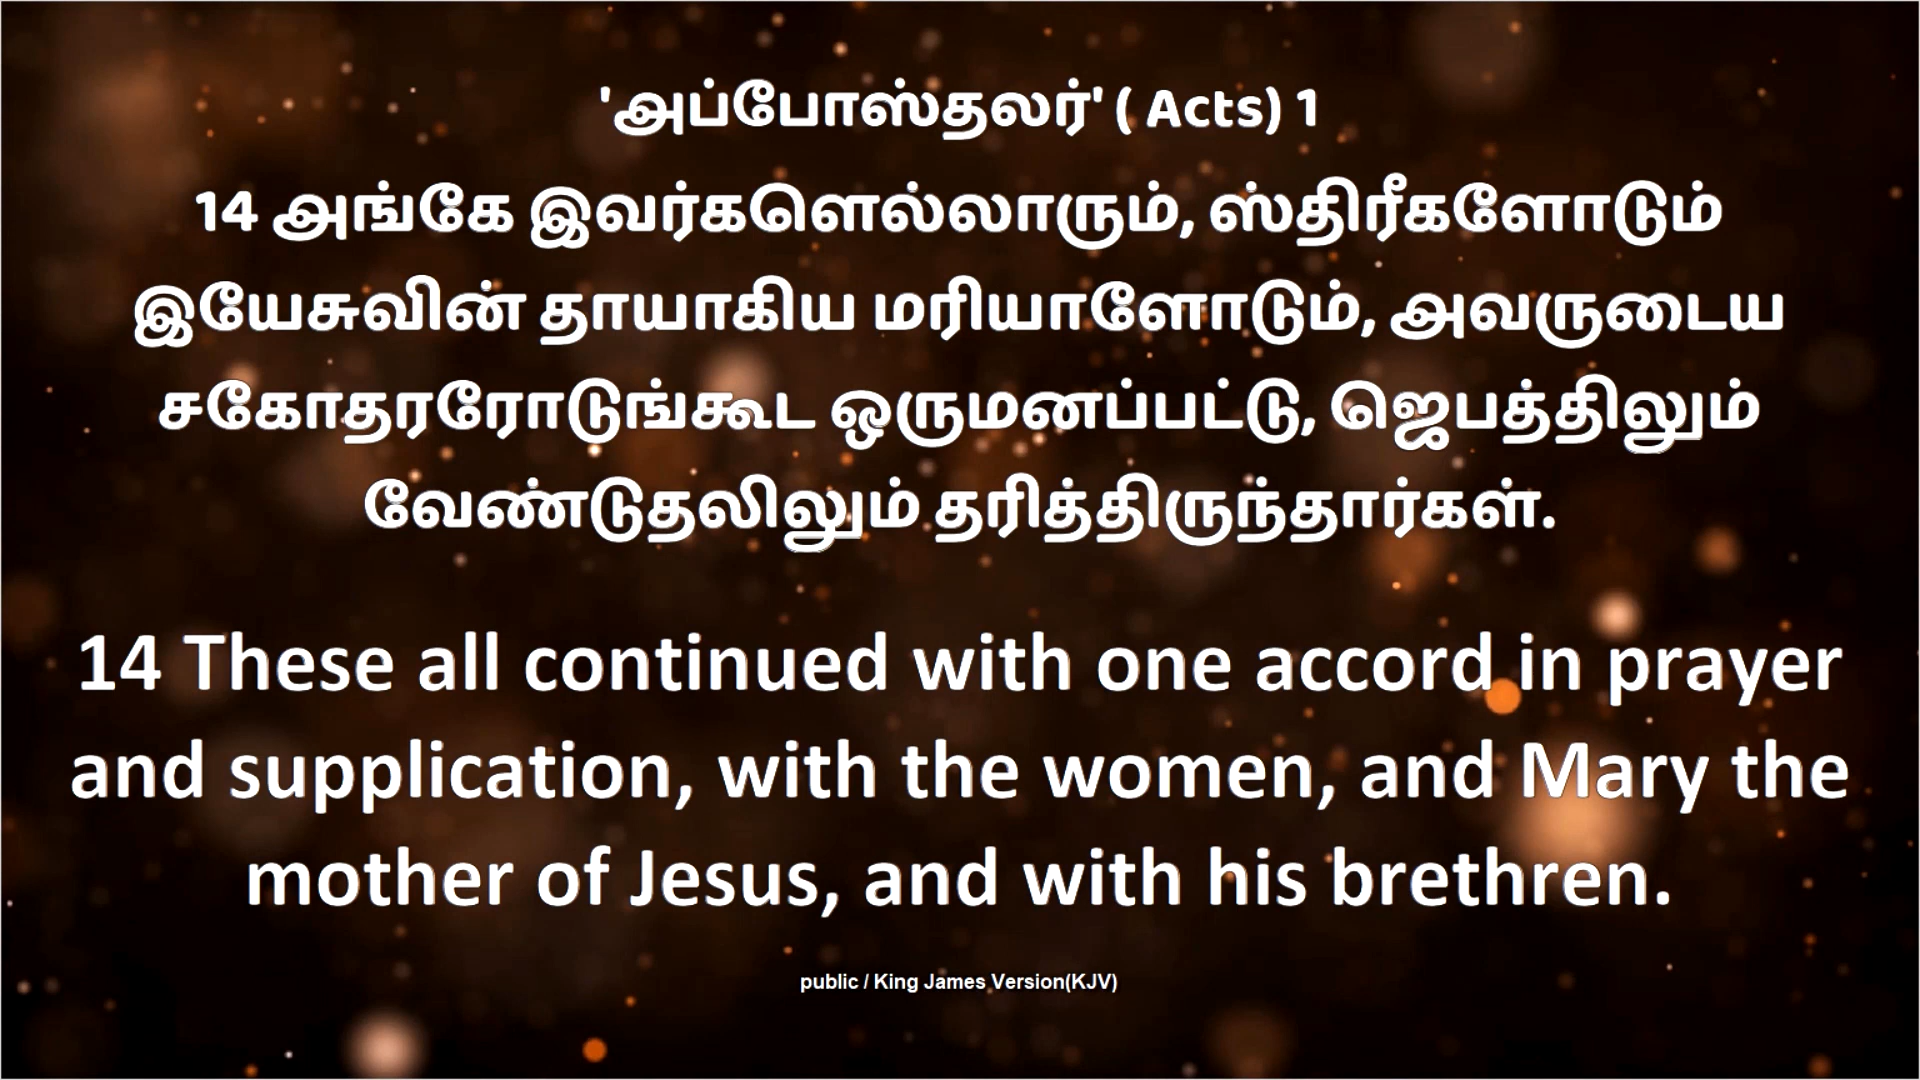 'அப்போஸ்தலர்' ( Acts) 1
14 அங்கே இவர்களெல்லாரும், ஸ்திரீகளோடும்
இயேசுவின் தாயாகிய மரியாளோடும், அவருடைய
சகோதரரோடுங்கூட ஒருமனப்பட்டு, ஜெபத்திலும்
வேண்டுதலிலும் தரித்திருந்தார்கள்.
14 These all continued with one accord in prayer
and supplication, with the women, and Mary the
mother of Jesus, and with his brethren.
public / King James Version(KJV)